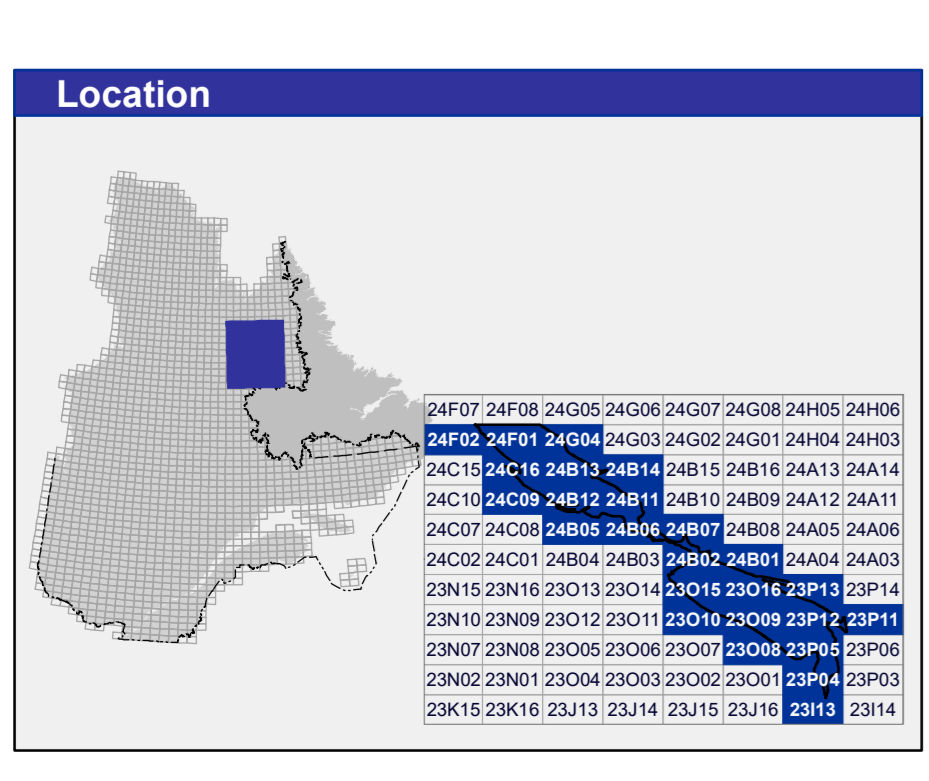 Location
24F07 24F08 24G05 24G06 24G07 24G08 24H05 24H06
24F02 24F01 24G04 24G03 24G02 24G01 24H04 24H03
24C15 24C16 24B13 24B14 24B15 24B16 24A13 24A14
24C10 24C09 24B12 24B11 24B10 24B09 24A12 24A11
24C07 24C08 24B05 24B06 24B07 24B08 24A05 24A06
24C02 24C01 24B04 24B03 24B02 24B01 24A04 24A03
23N15 23N16 23O13 23O14 23O15 23O16 23P13 23P14
23N10 23N09 23O12 23O11 23O10 23O09 23P12 23P11
23N07 23N08 23O05 23O06 23O07 23O08 23P05 23P06
23N02 23N01 23O04 23O03 23O02 23O01 23P04 23P03
23K15 23K16 23J13 23J14 23J15 23J16 23I13 23I14